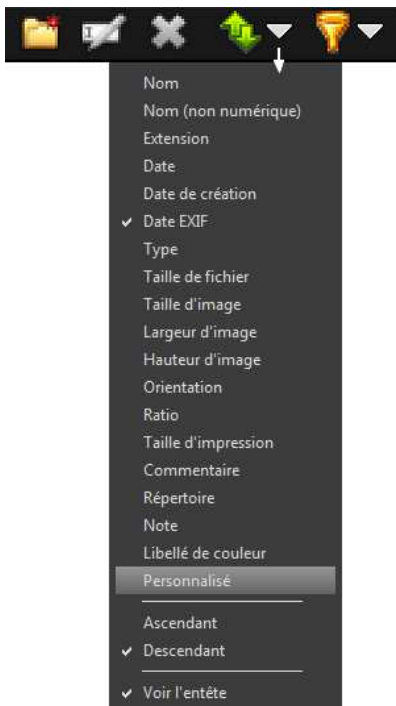 Nom
Nom (non numérique)
Extension
Date
Date de création
Date EXIF
Type
Taille de fichier
Taille d'image
Largeur d'image
Hauteur d'image
Orientation
Ratio
Taille d'impression
Commentaire
Répertoire
Note
Libellé de couleur
Personnalisé
Ascendant
Descendant
Voir l'entête